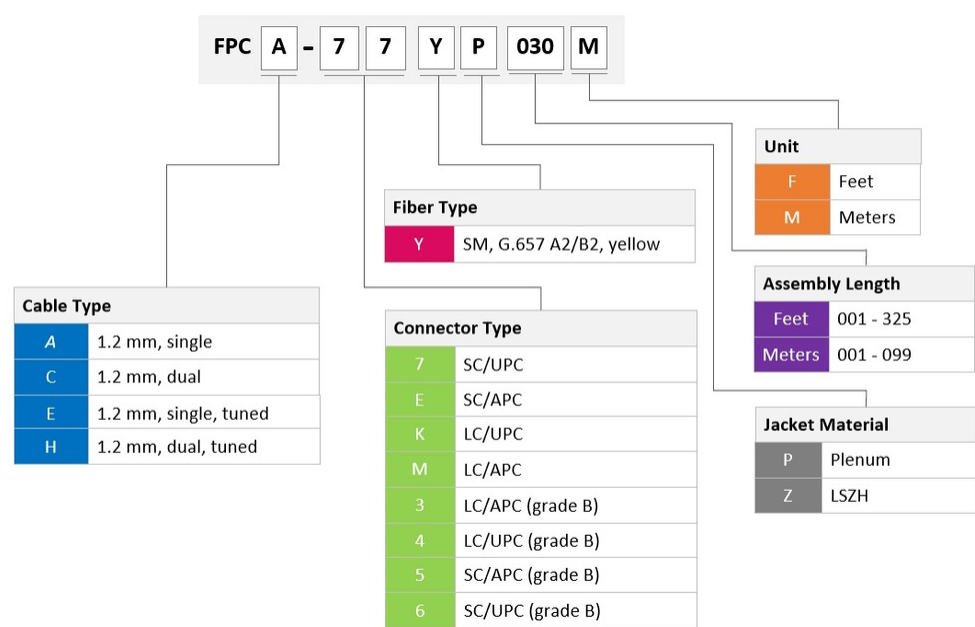 FPC A - 7 7 Y P 030 M
Unit
F Feet
M Meters
Fiber Type
Y SM, G.657 A2/B2, yellow
Assembly Length
Feet 001 - 325
Meters 001 - 099
Cable Type
A 1.2 mm, single
C 1.2 mm, dual
E 1.2 mm, single, tuned
H 1.2 mm, dual, tuned
Connector Type
7 SC/UPC
E SC/APC
K LC/UPC
M LC/APC
3 LC/APC (grade B)
4 LC/UPC (grade B)
5 SC/APC (grade B)
6 SC/UPC (grade B)
Jacket Material
P Plenum
Z LSZH